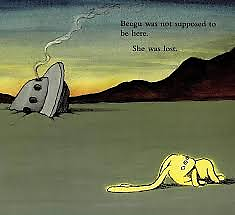 Beegu was not supposed to
be here.
She was lost.